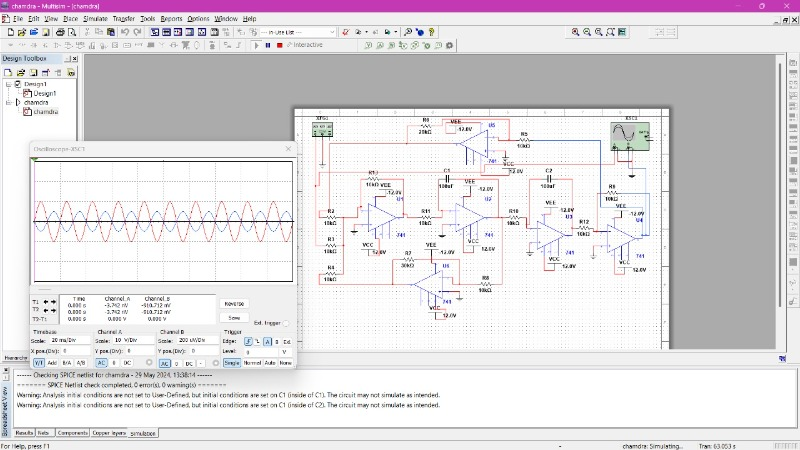 chamdra - Multisim - [chamdra]
File Edit View Place Simulate Transfer Tools Reports Options Window Help
--- In-Use List ---
Interactive
Design Toolbox
Design1
Design1
chamdra
chamdra
Hierarchy
Oscilloscope-XSC1
Time Channel_A Channel_B
T1 0.000 s -3.742 mV -910.712 mV
T2 0.000 s -3.742 mV -910.712 mV
T2-T1 0.000 s 0.000 V 0.000 V
Reverse
Save
Ext. trigger
Timebase Channel A Channel B Trigger
Scale: 20 ms/Div Scale: 10 V/Div Scale: 200 uV/Div Edge: A B Ext
X pos.(Div): 0 Y pos.(Div): 0 Y pos.(Div): 0 Level: 0 V
Y/T Add B/A A/B AC 0 DC AC 0 DC - Single Normal Auto None
XFG1
XSC1
R6
29kΩ
VEE
-12.0V
U5
741
VCC
12.0V
R5
10kΩ
R1
10kΩ
VEE
-12.0V
U1
741
VCC
12.0V
C1
100uF
VEE
-12.0V
U2
741
VCC
12.0V
C2
100uF
VEE
-12.0V
U3
741
VCC
12.0V
R9
10kΩ
VEE
-12.0V
U4
741
VCC
12.0V
R2
10kΩ
R3
10kΩ
R4
10kΩ
R11
10kΩ
R10
10kΩ
R12
10kΩ
R7
30kΩ
VEE
-12.0V
U6
741
VCC
12.0V
R8
10kΩ
Spreadsheet View
------ Checking SPICE netlist for chamdra - 29 May 2024, 13:38:14 ------
======= SPICE Netlist check completed, 0 error(s), 0 warning(s) =======
Warning: Analysis initial conditions are not set to User-Defined, but initial conditions are set on C1 (inside of C1). The circuit may not simulate as intended.
Warning: Analysis initial conditions are not set to User-Defined, but initial conditions are set on C1 (inside of C2). The circuit may not simulate as intended.
Results Nets Components Copper layers Simulation
For Help, press F1
-
chamdra: Simulating...
Tran: 63.053 s